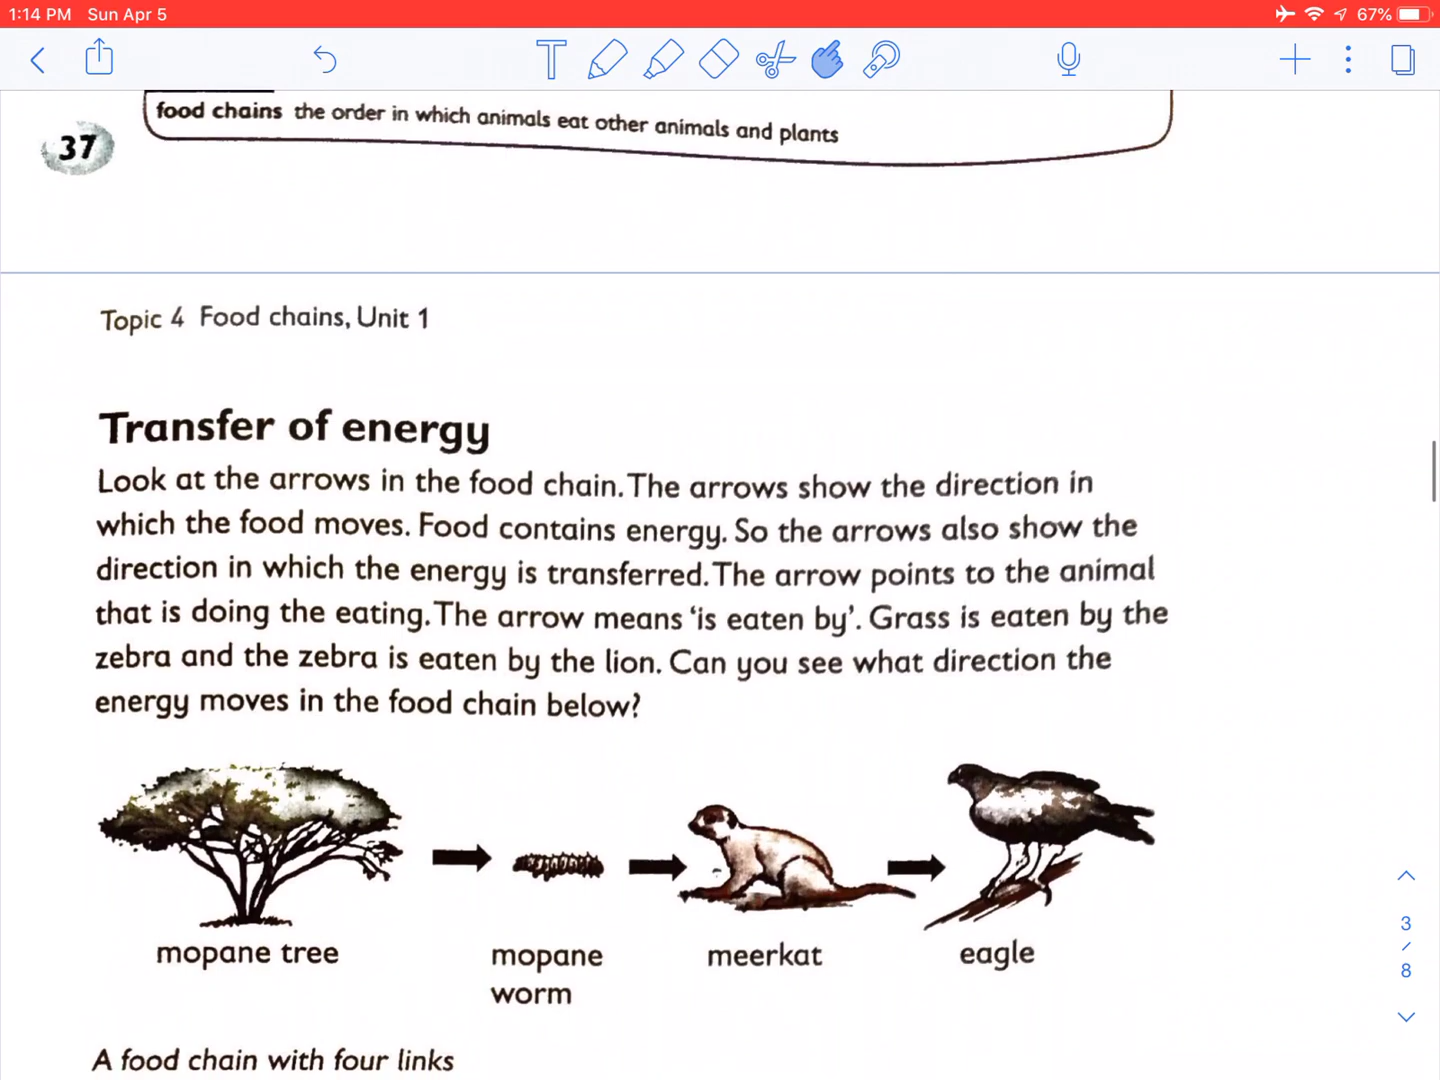 1:14 PM Sun Apr 5
67%
food chains the order in which animals eat other animals and plants
37
Topic 4 Food chains, Unit 1
Transfer of energy
Look at the arrows in the food chain. The arrows show the direction in
which the food moves. Food contains energy. So the arrows also show the
direction in which the energy is transferred. The arrow points to the animal
that is doing the eating. The arrow means ‘is eaten by’. Grass is eaten by the
zebra and the zebra is eaten by the lion. Can you see what direction the
energy moves in the food chain below?
mopane tree
mopane
worm
meerkat
eagle
A food chain with four links
3
/
8